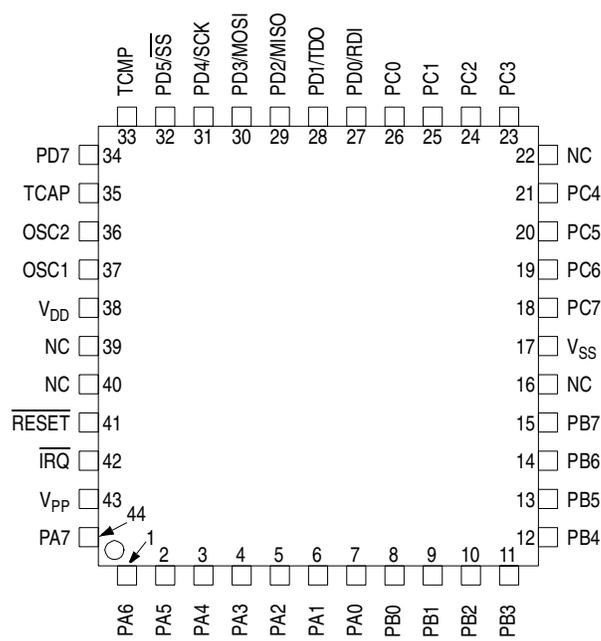 TCMP
PD5/S̅S̅
PD4/SCK
PD3/MOSI
PD2/MISO
PD1/TDO
PD0/RDI
PC0
PC1
PC2
PC3
33 32 31 30 29 28 27 26 25 24 23
PD7 34
TCAP 35
OSC2 36
OSC1 37
VDD 38
NC 39
NC 40
R̅E̅S̅E̅T̅ 41
I̅R̅Q̅ 42
VPP 43
PA7 44
22 NC
21 PC4
20 PC5
19 PC6
18 PC7
17 VSS
16 NC
15 PB7
14 PB6
13 PB5
12 PB4
1 2 3 4 5 6 7 8 9 10 11
PA6
PA5
PA4
PA3
PA2
PA1
PA0
PB0
PB1
PB2
PB3